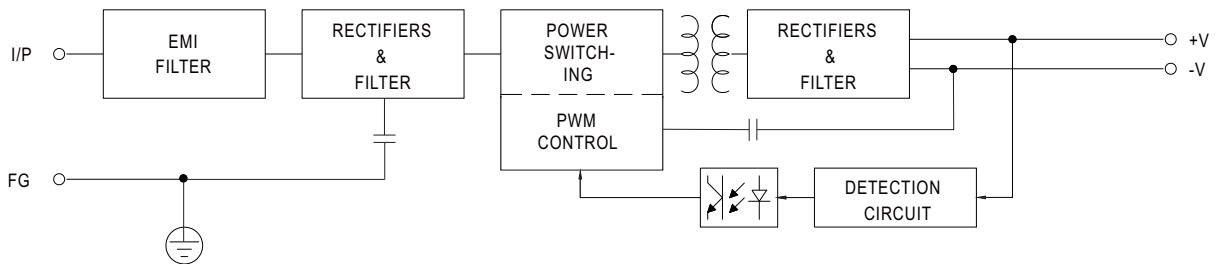 I/P
EMI
FILTER
RECTIFIERS
&
FILTER
POWER
SWITCH-
ING
PWM
CONTROL
RECTIFIERS
&
FILTER
+V
-V
FG
DETECTION
CIRCUIT